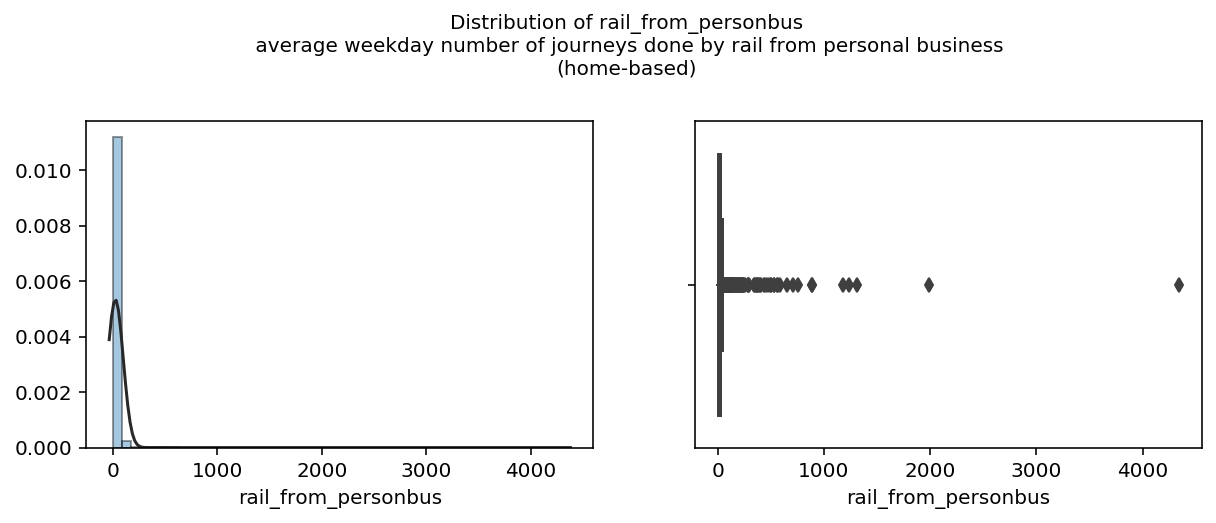 Distribution of rail_from_personbus
average weekday number of journeys done by rail from personal business
(home-based)
0.010
0.008
0.006
0.004
0.002
0.000
0 1000 2000 3000 4000
rail_from_personbus
0 1000 2000 3000 4000
rail_from_personbus